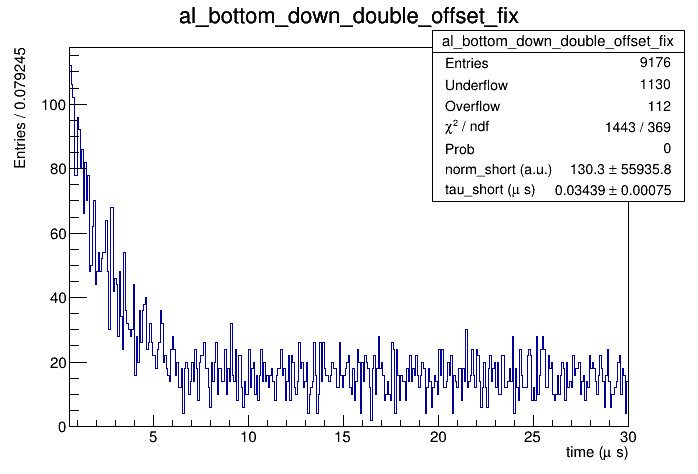 al_bottom_down_double_offset_fix
al_bottom_down_double_offset_fix
Entries 9176
Underflow 1130
Overflow 112
χ² / ndf 1443 / 369
Prob 0
norm_short (a.u.) 130.3 ± 55935.8
tau_short (μ s) 0.03439 ± 0.00075
Entries / 0.079245
100
80
60
40
20
0
5 10 15 20 25 30
time (μ s)